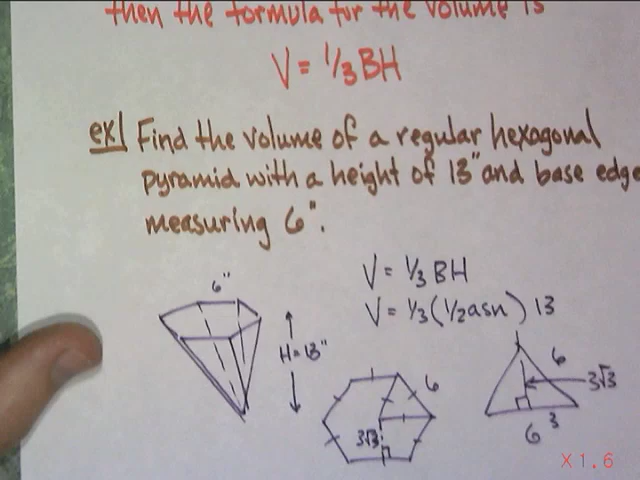 then the formula for the volume is
V = 1/3 BH
ex| Find the volume of a regular hexagonal
pyramid with a height of 13" and base edge
measuring 6".
V = 1/3 BH
V = 1/3 (1/2 asn) 13
6"
H = 13"
6
3√3
6
3√3
6 3
X1.6